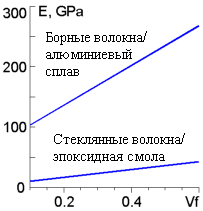 E, GPa
300
Борные волокна/
алюминиевый
сплав
200
100
Стеклянные волокна/
эпоксидная смола
0
0.2
0.4
Vf